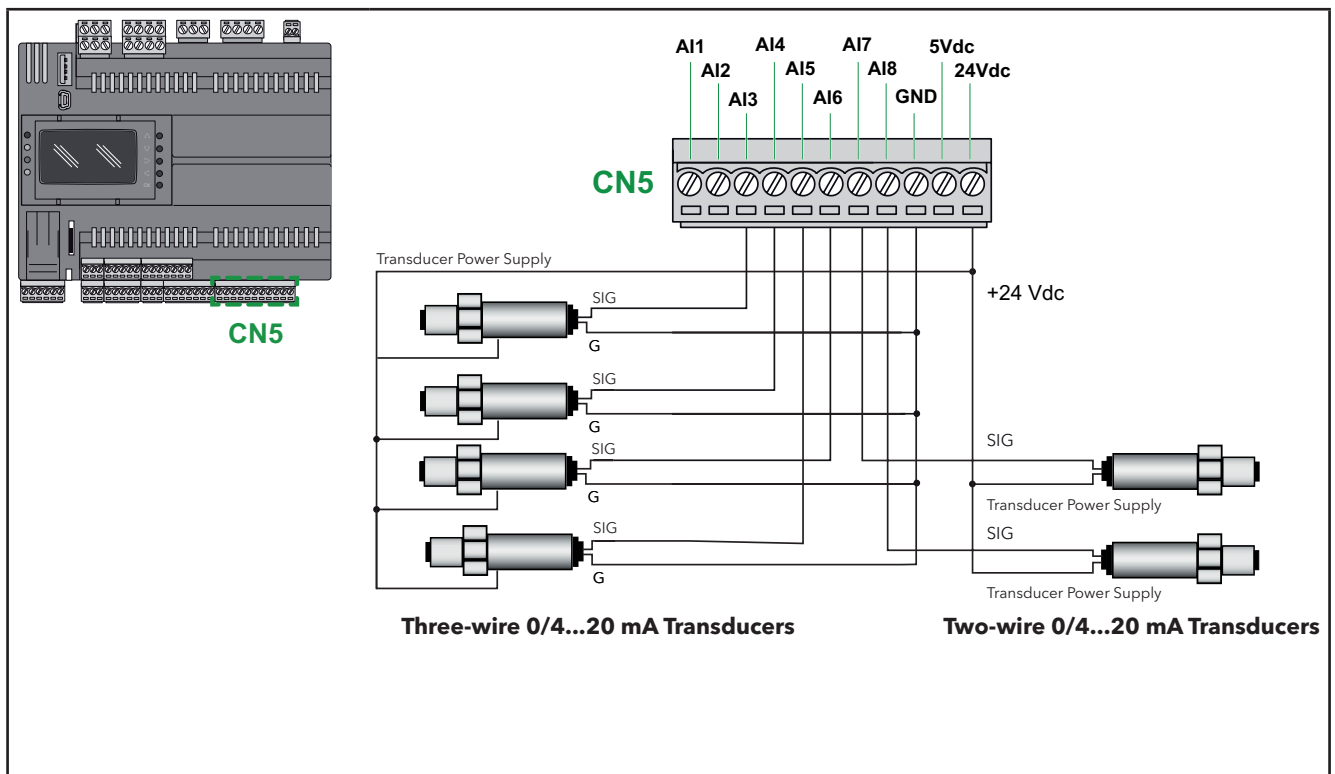 AI1
AI4
AI7
5Vdc
AI2
AI5
AI8
24Vdc
AI3
AI6
GND
CN5
CN5
Transducer Power Supply
+24 Vdc
SIG
G
SIG
G
SIG
G
SIG
G
SIG
Transducer Power Supply
SIG
Transducer Power Supply
Three-wire 0/4...20 mA Transducers
Two-wire 0/4...20 mA Transducers